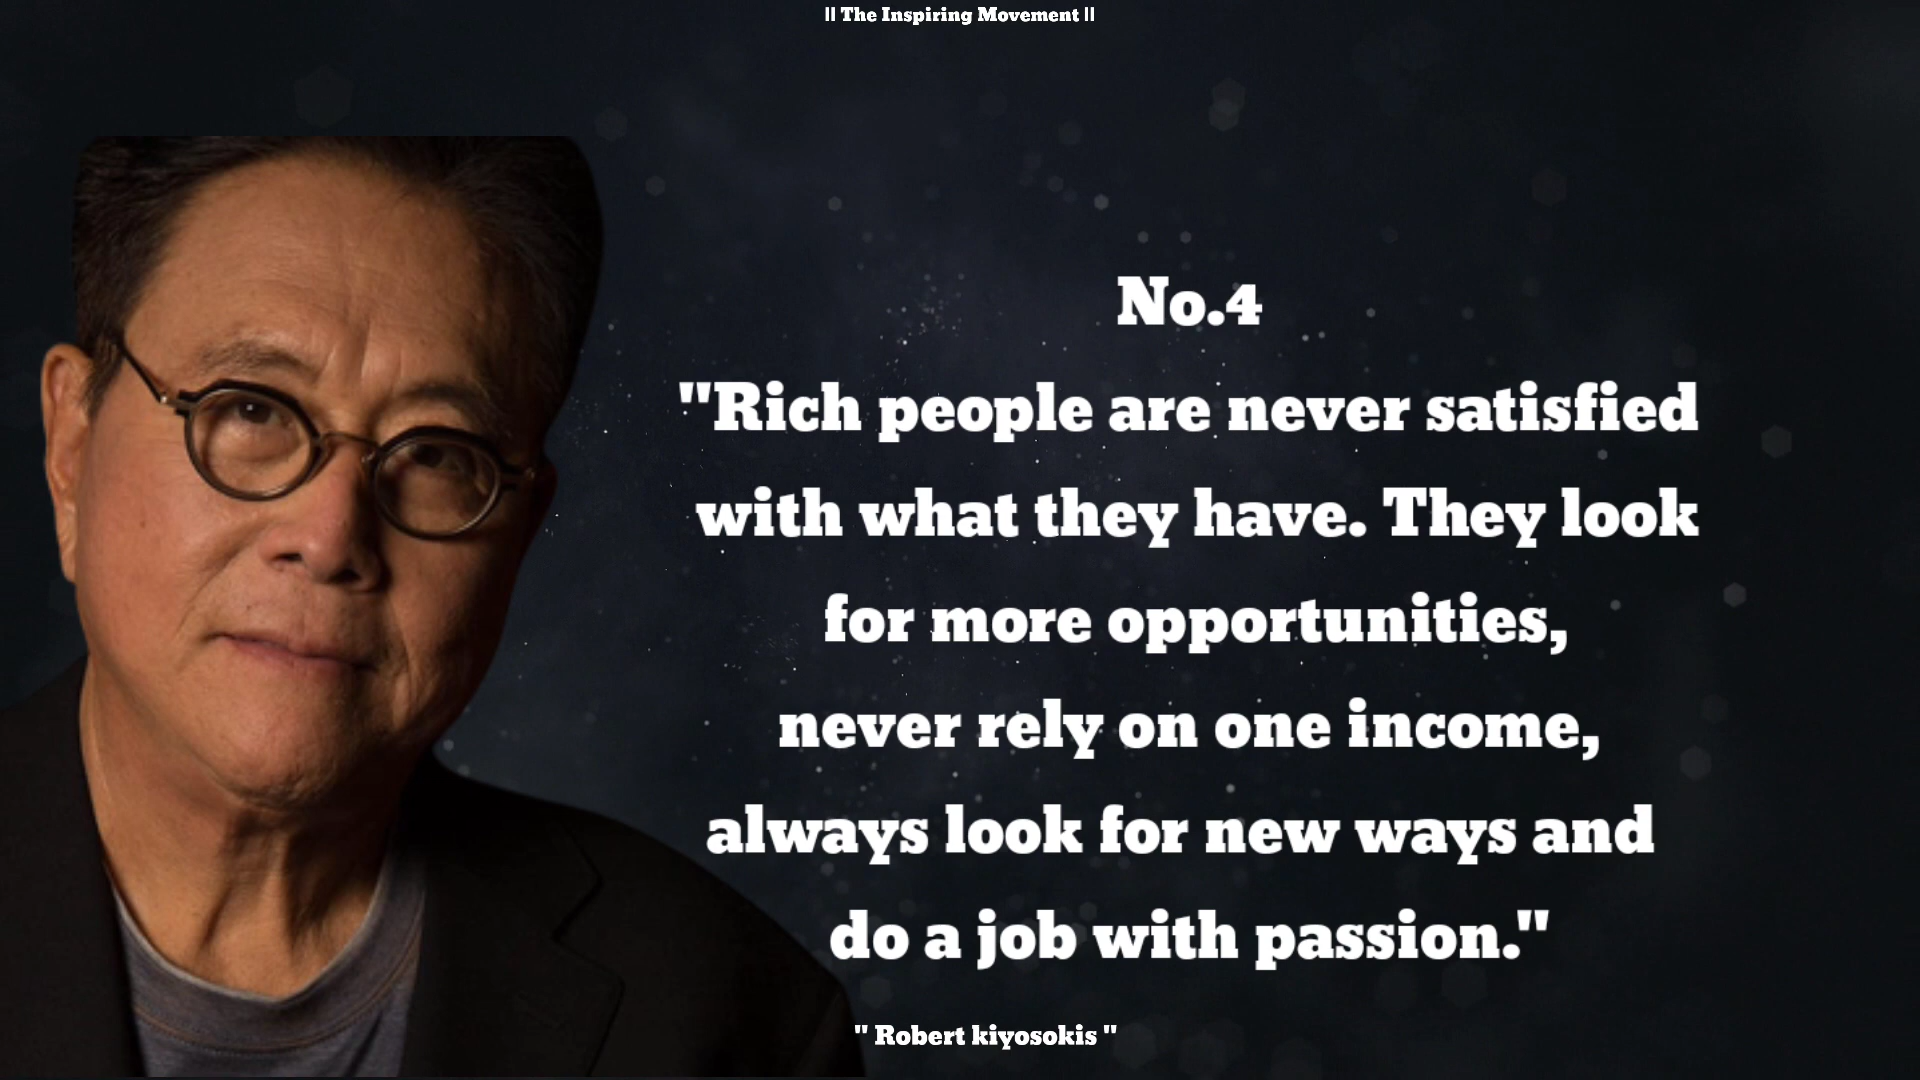 || The Inspiring Movement ||
No.4
"Rich people are never satisfied
with what they have. They look
for more opportunities,
never rely on one income,
always look for new ways and
do a job with passion."
" Robert kiyosokis "